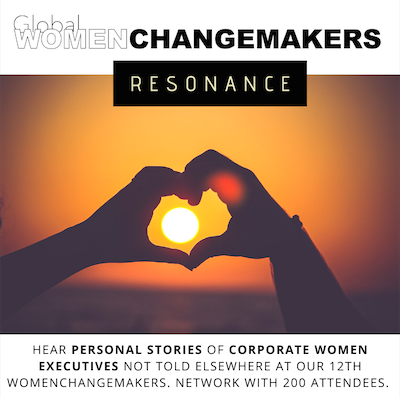 Global
WOMENCHANGEMAKERS
RESONANCE
HEAR PERSONAL STORIES OF CORPORATE WOMEN
EXECUTIVES NOT TOLD ELSEWHERE AT OUR 12TH
WOMENCHANGEMAKERS. NETWORK WITH 200 ATTENDEES.